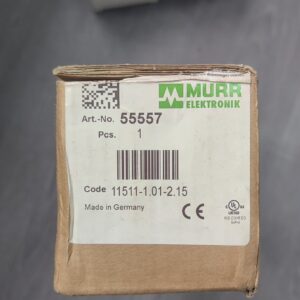 MURR
ELEKTRONIK
Art.-No. 55557
Pcs. 1
Code 11511-1.01-2.15
Made in Germany
CE